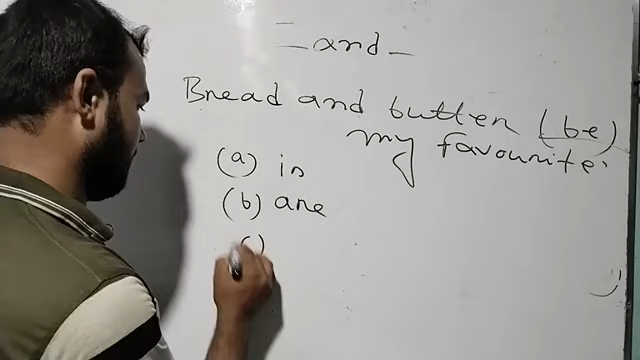 — and —
Bread and butter (be)
my favourite.
(a) is
(b) are
()